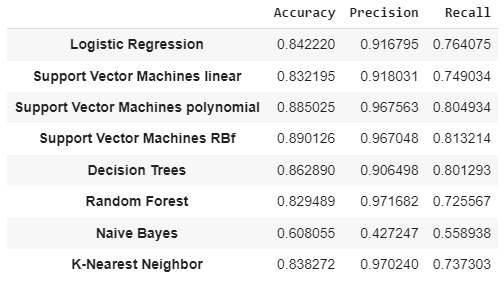 Accuracy Precision Recall
Logistic Regression 0.842220 0.916795 0.764075
Support Vector Machines linear 0.832195 0.918031 0.749034
Support Vector Machines polynomial 0.885025 0.967563 0.804934
Support Vector Machines RBf 0.890126 0.967048 0.813214
Decision Trees 0.862890 0.906498 0.801293
Random Forest 0.829489 0.971682 0.725567
Naive Bayes 0.608055 0.427247 0.558938
K-Nearest Neighbor 0.838272 0.970240 0.737303